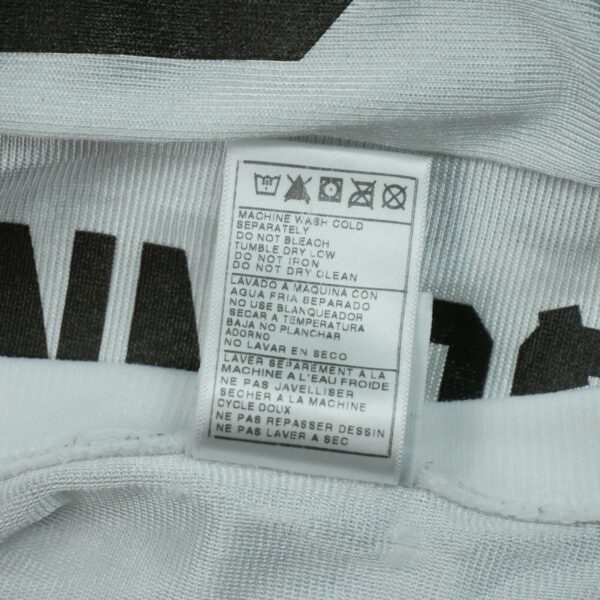 MACHINE WASH COLD
SEPARATELY
DO NOT BLEACH
TUMBLE DRY LOW
DO NOT IRON
DO NOT DRY CLEAN
LAVADO A MAQUINA CON
AGUA FRIA SEPARADO
NO USE BLANQUEADOR
SECAR A TEMPERATURA
BAJA NO PLANCHAR
ADORNO
NO LAVAR EN SECO
LAVER SEPAREMENT A LA
MACHINE A L'EAU FROIDE
NE PAS JAVELLISER
SECHER A LA MACHINE
CYCLE DOUX
NE PAS REPASSER DESSIN
NE PAS LAVER A SEC